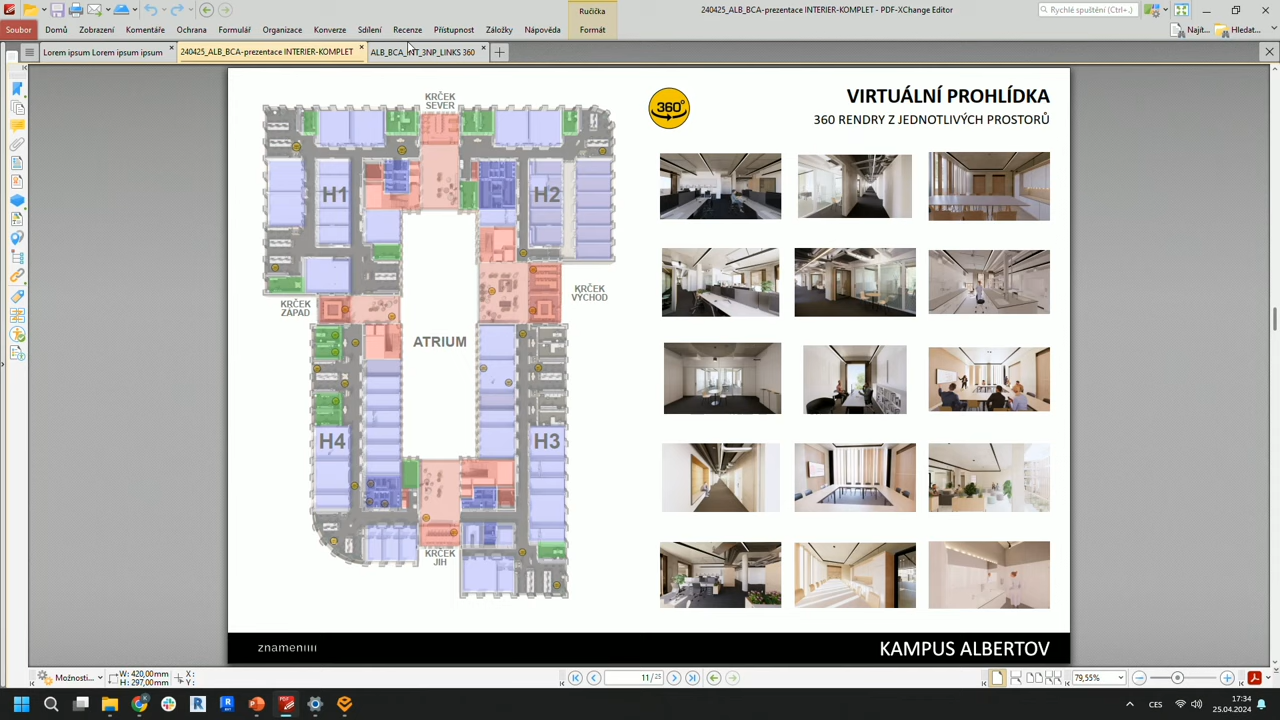 240425_ALB_BCA-prezentace INTERIER-KOMPLET - PDF-XChange Editor
Ručička
Rychlé spuštění (Ctrl+.)
Soubor
Domů
Zobrazení
Komentáře
Ochrana
Formulář
Organizace
Konverze
Sdílení
Recenze
Přístupnost
Záložky
Nápověda
Formát
Najít...
Hledat...
Lorem ipsum Lorem ipsum ipsum
240425_ALB_BCA-prezentace INTERIER-KOMPLET
ALB_BCA_INT_3NP_LINKS 360
KRČEK
SEVER
360°
VIRTUÁLNÍ PROHLÍDKA
360 RENDRY Z JEDNOTLIVÝCH PROSTORŮ
H1
H2
KRČEK
ZÁPAD
KRČEK
VÝCHOD
ATRIUM
H4
H3
KRČEK
JIH
znameniiii
KAMPUS ALBERTOV
Možnosti...
W: 420,00mm
H: 297,00mm
X :
Y :
11 / 25
79,55%
CES
17:34
25.04.2024